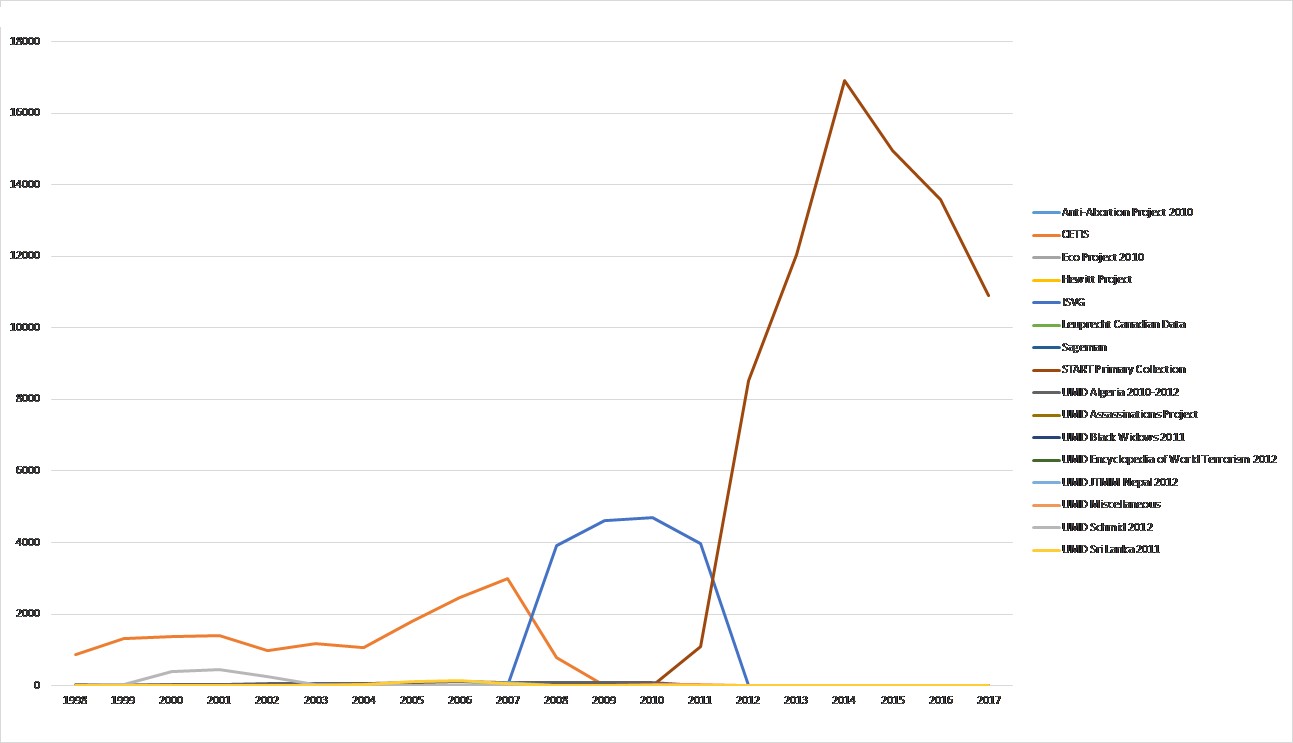 18000
16000
14000
12000
10000
8000
6000
4000
2000
0
1998 1999 2000 2001 2002 2003 2004 2005 2006 2007 2008 2009 2010 2011 2012 2013 2014 2015 2016 2017
Anti-Abortion Project 2010
CETIS
Eco Project 2010
Hewitt Project
ISVG
Leuprecht Canadian Data
Sageman
START Primary Collection
UMD Algeria 2010-2012
UMD Assassinations Project
UMD Black Widows 2011
UMD Encyclopedia of World Terrorism 2012
UMD JTMM Nepal 2012
UMD Miscellaneous
UMD Schmid 2012
UMD Sri Lanka 2011